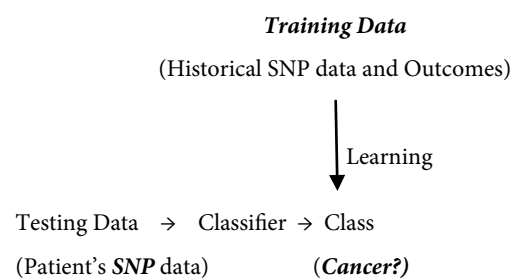 Training Data
(Historical SNP data and Outcomes)
Learning
Testing Data → Classifier → Class
(Patient's SNP data) (Cancer?)